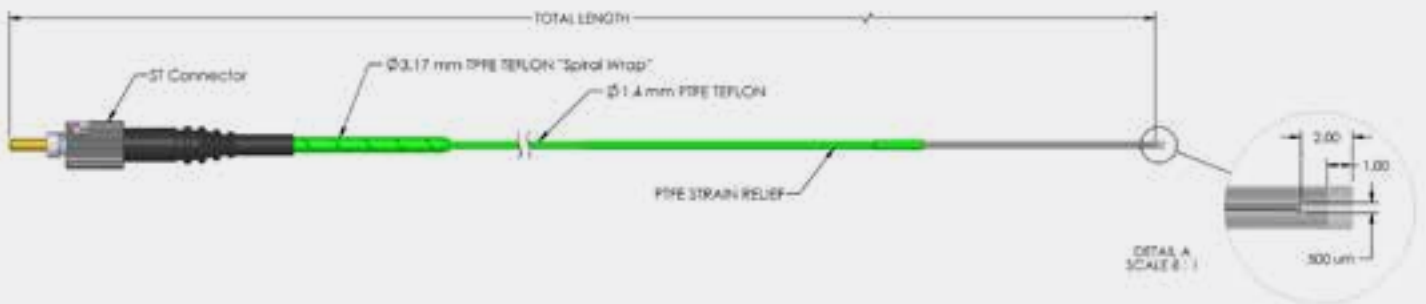 TOTAL LENGTH
ST Connector
Ø3.17 mm TPFE TEFLON "Spiral Wrap"
Ø1.4 mm PTFE TEFLON
PTFE STRAIN RELIEF
2.00
1.00
500 um
DETAIL A
SCALE 8 : 1